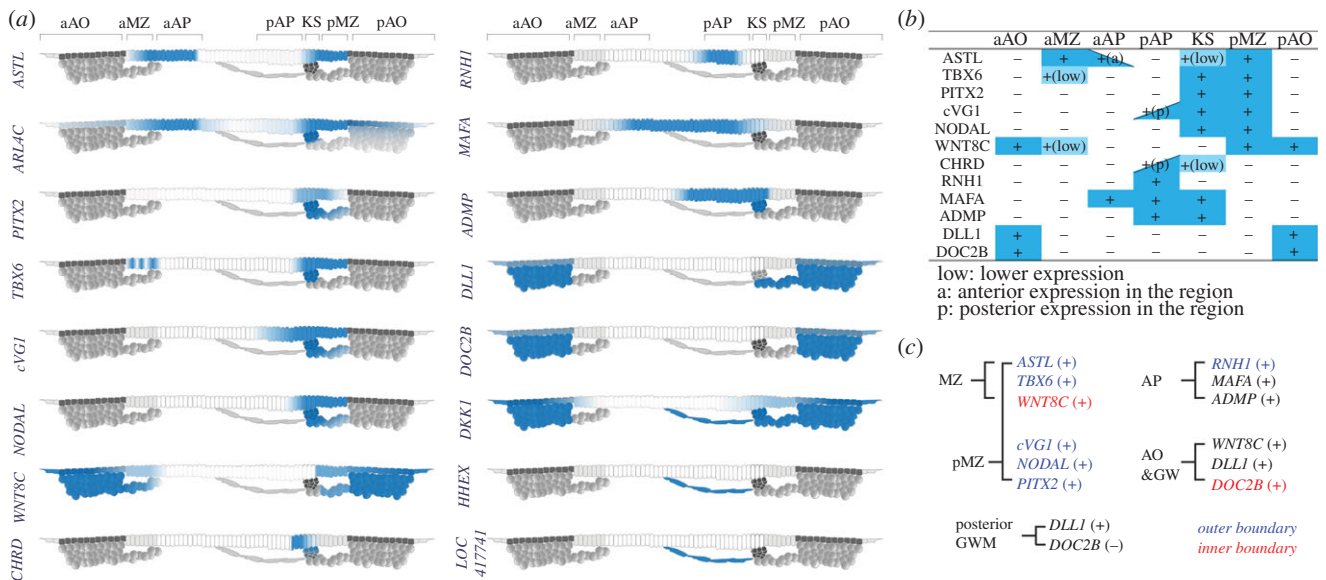 (a)
aAO aMZ aAP pAP KS pMZ pAO
ASTL
ARL4C
PITX2
TBX6
cVG1
NODAL
WNT8C
CHRD
aAO aMZ aAP pAP KS pMZ pAO
RNH1
MAFA
ADMP
DLL1
DOC2B
DKK1
HHEX
LOC
417741
(b)
aAO aMZ aAP pAP KS pMZ pAO
ASTL – + +(a) – +(low) + –
TBX6 – +(low) – – + + –
PITX2 – – – – + + –
cVG1 – – – +(p) + + –
NODAL – – – – + + –
WNT8C + +(low) – – – + +
CHRD – – – +(p) +(low) – –
RNH1 – – – + – – –
MAFA – – + + + – –
ADMP – – – + + – –
DLL1 + – – – – – +
DOC2B + – – – – – +
low: lower expression
a: anterior expression in the region
p: posterior expression in the region
(c)
MZ
ASTL (+)
TBX6 (+)
WNT8C (+)
pMZ
cVG1 (+)
NODAL (+)
PITX2 (+)
posterior
GWM
DLL1 (+)
DOC2B (–)
AP
RNH1 (+)
MAFA (+)
ADMP (+)
AO
&GW
WNT8C (+)
DLL1 (+)
DOC2B (+)
outer boundary
inner boundary